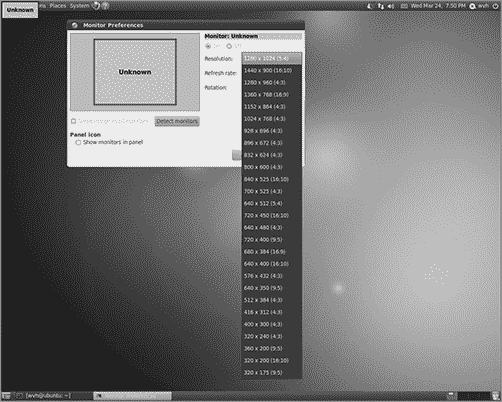 Unknown
Places System
Wed Mar 24, 7:50 PM wvh
Monitor Preferences
Unknown
Monitor: Unknown
Resolution:
Refresh rate:
Rotation:
Detect monitors
Panel icon
Show monitors in panel
1280 x 1024 (5:4)
1440 x 900 (16:10)
1280 x 960 (4:3)
1360 x 768 (16:9)
1152 x 864 (4:3)
1024 x 768 (4:3)
928 x 696 (4:3)
896 x 672 (4:3)
832 x 624 (4:3)
800 x 600 (4:3)
840 x 525 (16:10)
700 x 525 (4:3)
640 x 512 (5:4)
720 x 450 (16:10)
640 x 480 (4:3)
720 x 400 (9:5)
680 x 384 (16:9)
640 x 400 (16:10)
576 x 432 (4:3)
640 x 350 (9:5)
512 x 384 (4:3)
416 x 312 (4:3)
400 x 300 (4:3)
320 x 240 (4:3)
360 x 200 (9:5)
320 x 200 (16:10)
320 x 175 (9:5)
[wvh@ubuntu: ~]